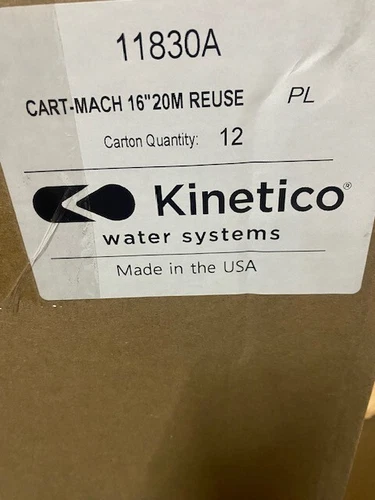 11830A
CART-MACH 16"20M REUSE PL
Carton Quantity: 12
Kinetico®
water systems
Made in the USA